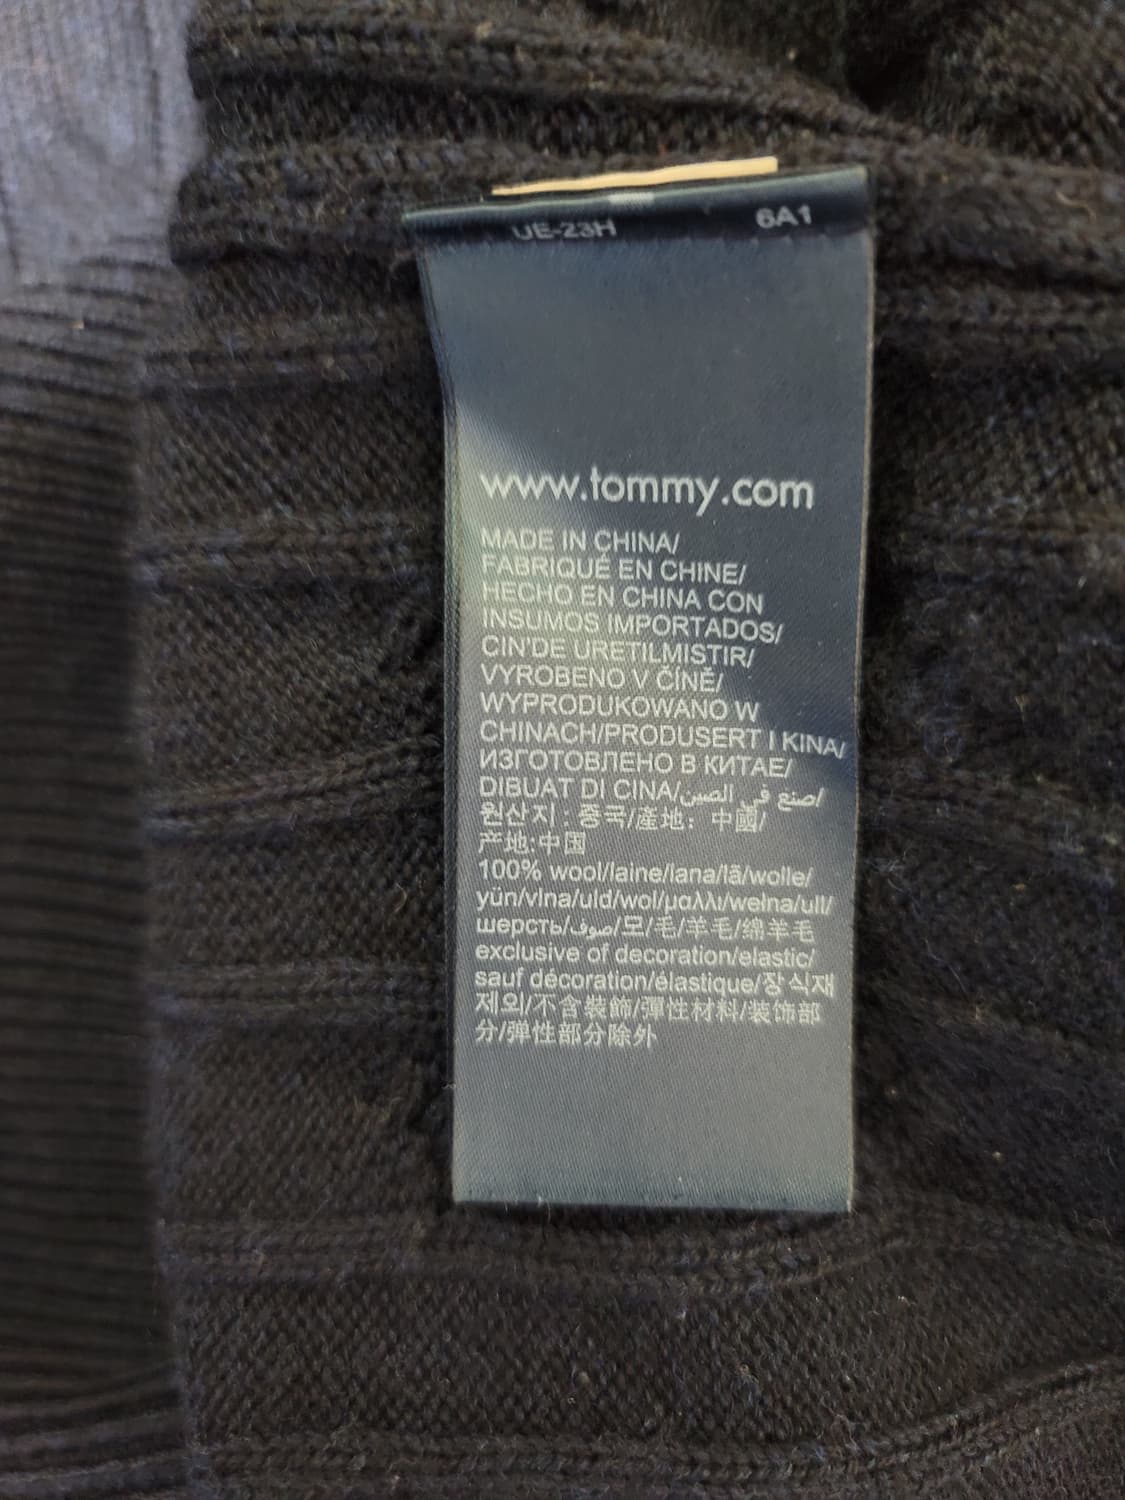 UE-23H 6A1
www.tommy.com
MADE IN CHINA/
FABRIQUÉ EN CHINE/
HECHO EN CHINA CON
INSUMOS IMPORTADOS/
CIN'DE URETILMISTIR/
VYROBENO V ČÍNĚ/
WYPRODUKOWANO W
CHINACH/PRODUSERT I KINA/
ИЗГОТОВЛЕНО В КИТАЕ/
DIBUAT DI CINA/صنع في الصين/
원산지 : 중국/產地: 中國/
产地:中国
100% wool/laine/lana/lã/wolle/
yün/vlna/uld/wol/μαλλι/wełna/ull/
шерсть/صوف/모/毛/羊毛/绵羊毛
exclusive of decoration/elastic/
sauf décoration/élastique/장식재
제외/不含裝飾/彈性材料/装饰部
分/弹性部分除外